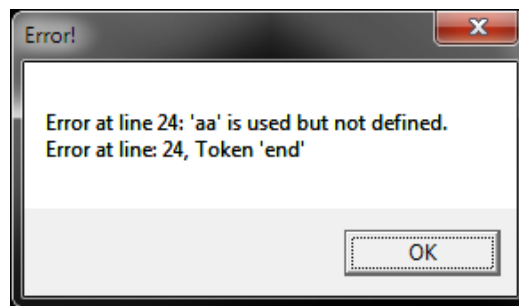 Error!
x
Error at line 24: 'aa' is used but not defined.
Error at line: 24, Token 'end'
OK